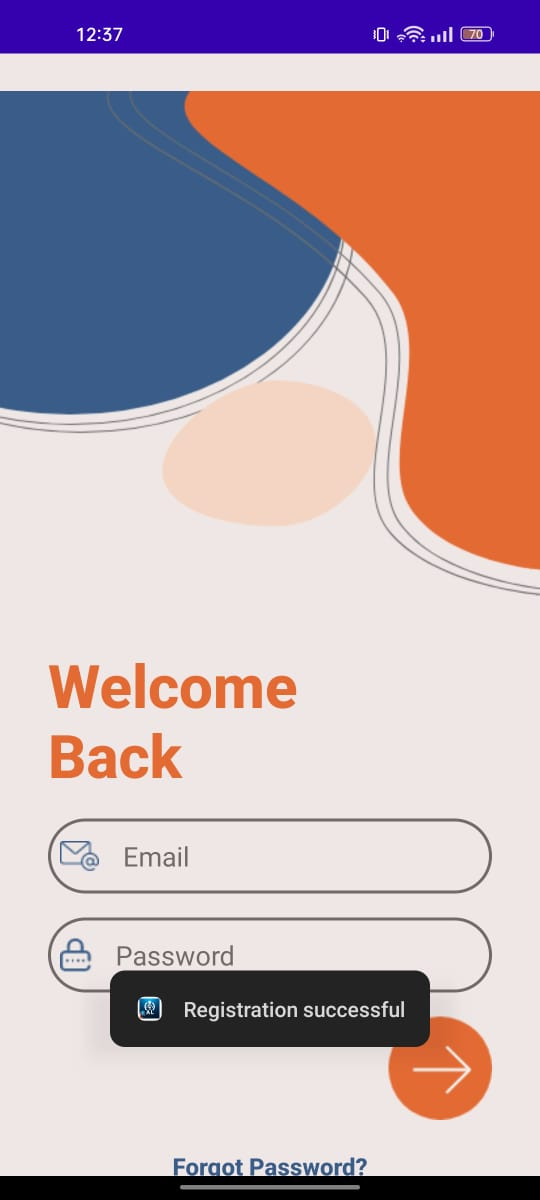 12:37
70
Welcome
Back
Email
Password
Registration successful
Forgot Password?